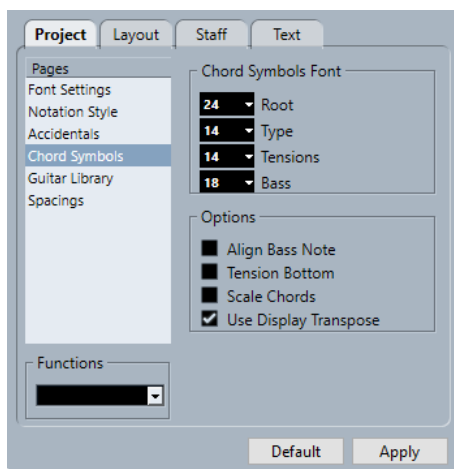 Project Layout Staff Text
Pages
Font Settings
Notation Style
Accidentals
Chord Symbols
Guitar Library
Spacings
Functions
Chord Symbols Font
24 Root
14 Type
14 Tensions
18 Bass
Options
Align Bass Note
Tension Bottom
Scale Chords
Use Display Transpose
Default Apply